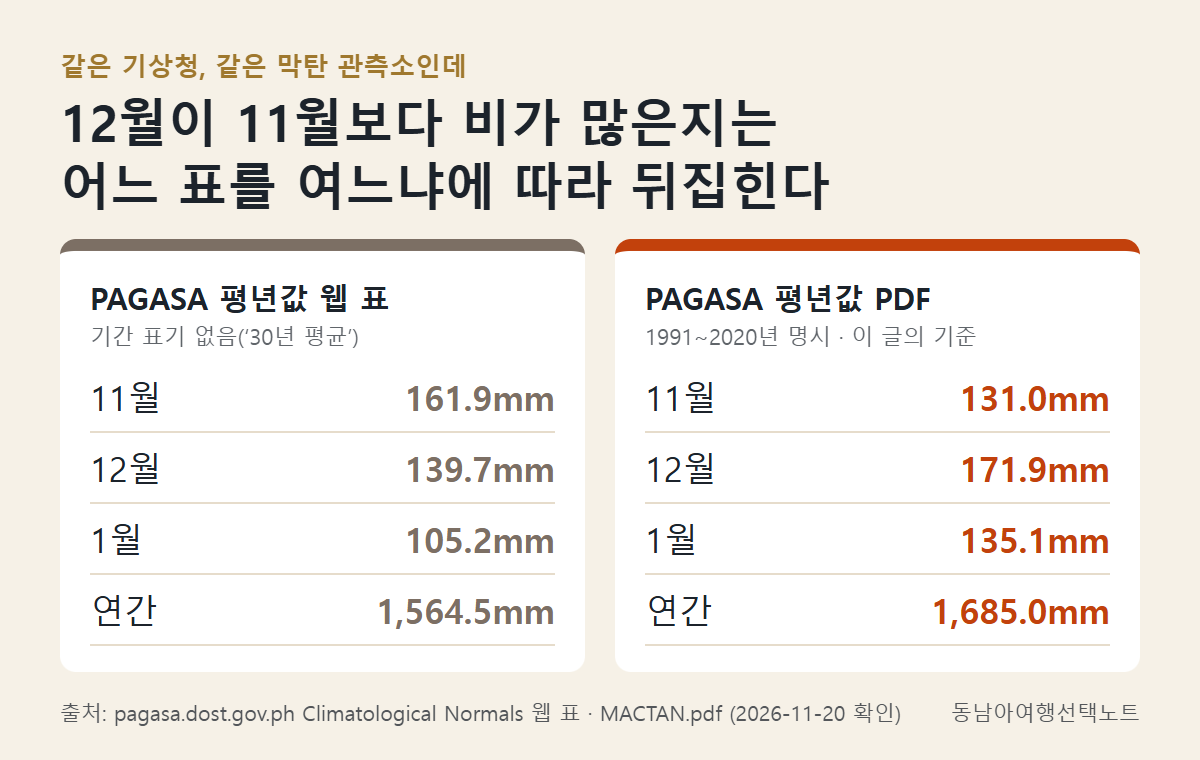 같은 기상청, 같은 막탄 관측소인데
12월이 11월보다 비가 많은지는
어느 표를 여느냐에 따라 뒤집힌다
PAGASA 평년값 웹 표
기간 표기 없음('30년 평균')
11월 161.9mm
12월 139.7mm
1월 105.2mm
연간 1,564.5mm
PAGASA 평년값 PDF
1991~2020년 명시 · 이 글의 기준
11월 131.0mm
12월 171.9mm
1월 135.1mm
연간 1,685.0mm
출처: pagasa.dost.gov.ph Climatological Normals 웹 표 · MACTAN.pdf (2026-11-20 확인)
동남아여행선택노트